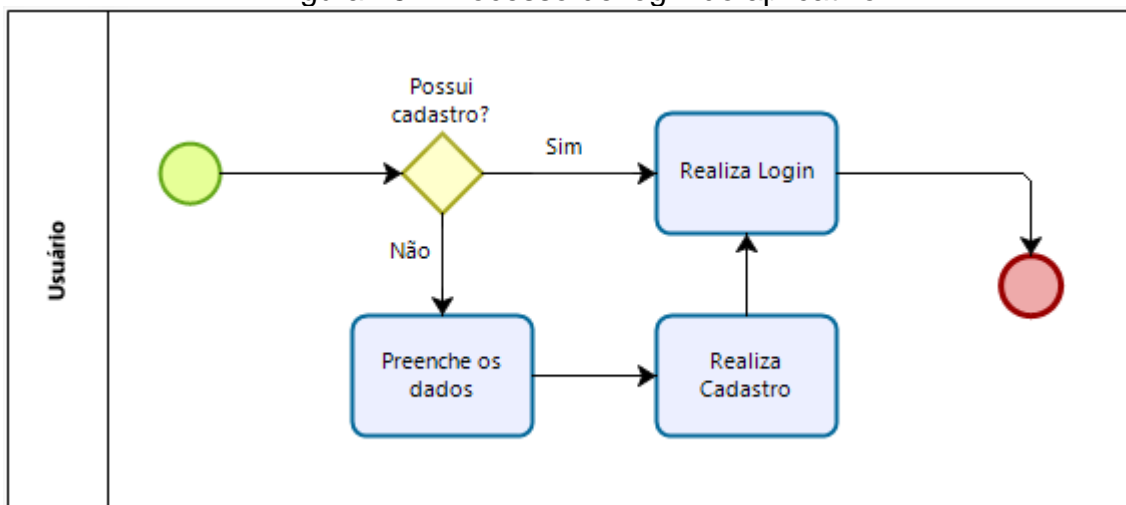 Possui
cadastro?
Sim
Realiza Login
Não
Usuário
Preenche os
dados
Realiza
Cadastro